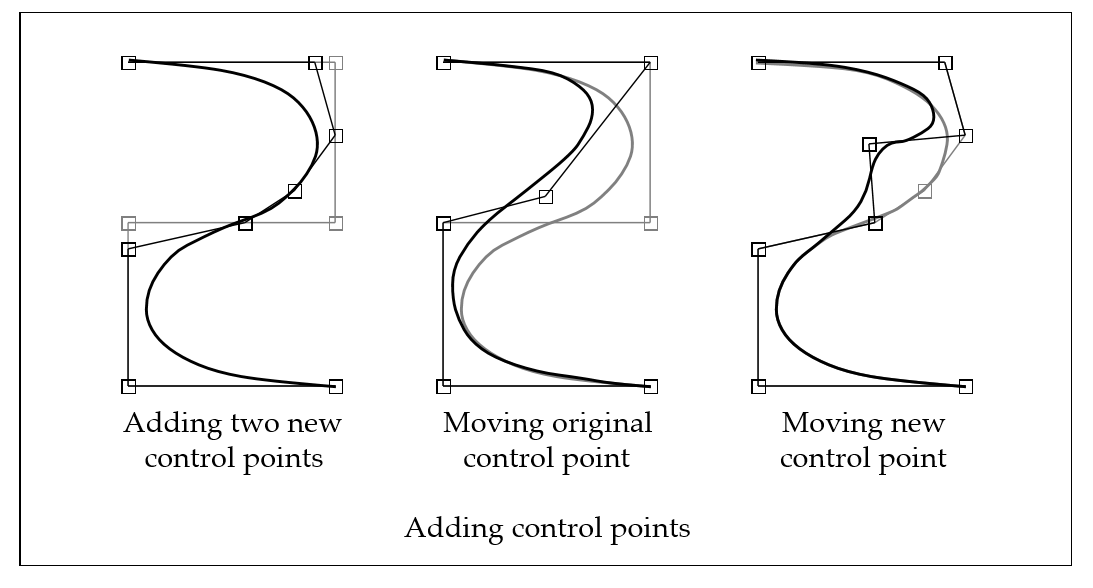 Adding two new
control points
Moving original
control point
Moving new
control point
Adding control points